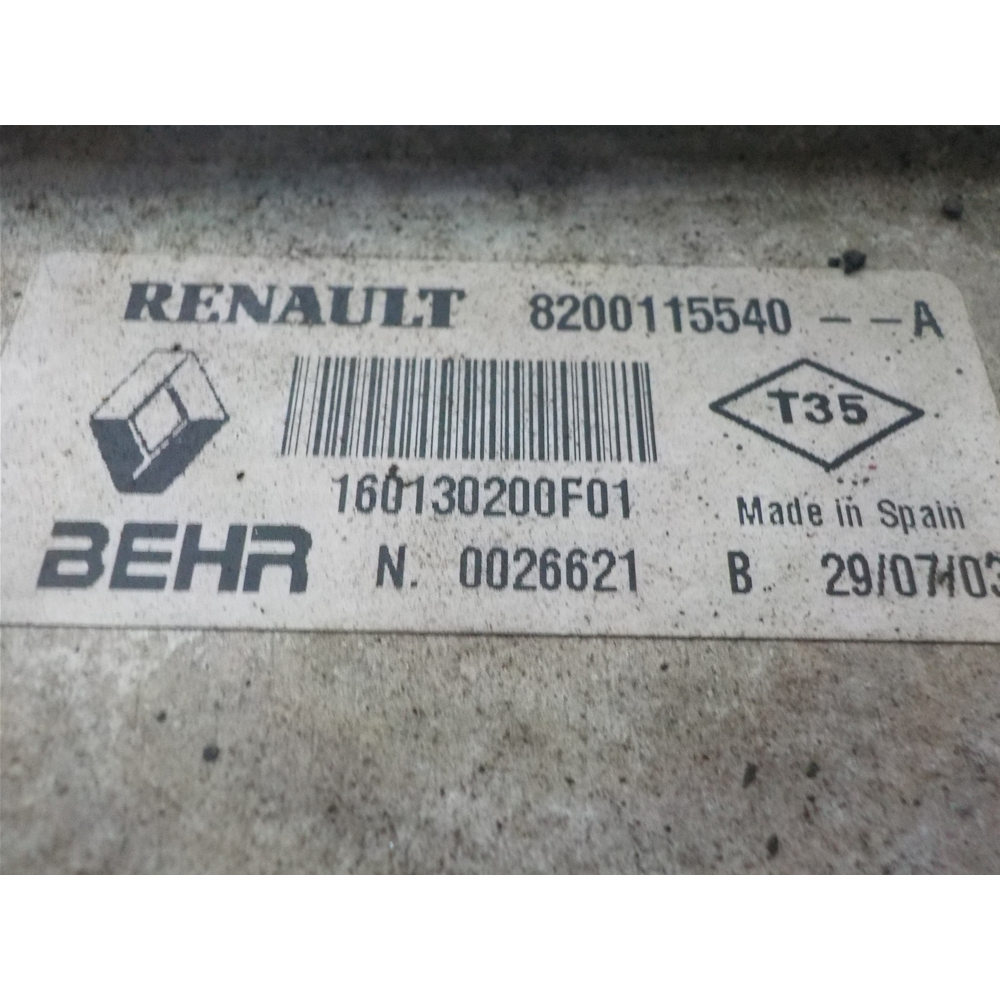 RENAULT 8200115540 - - A
T35
160130200F01
Made in Spain
BEHR N. 0026621 B 29/07/03